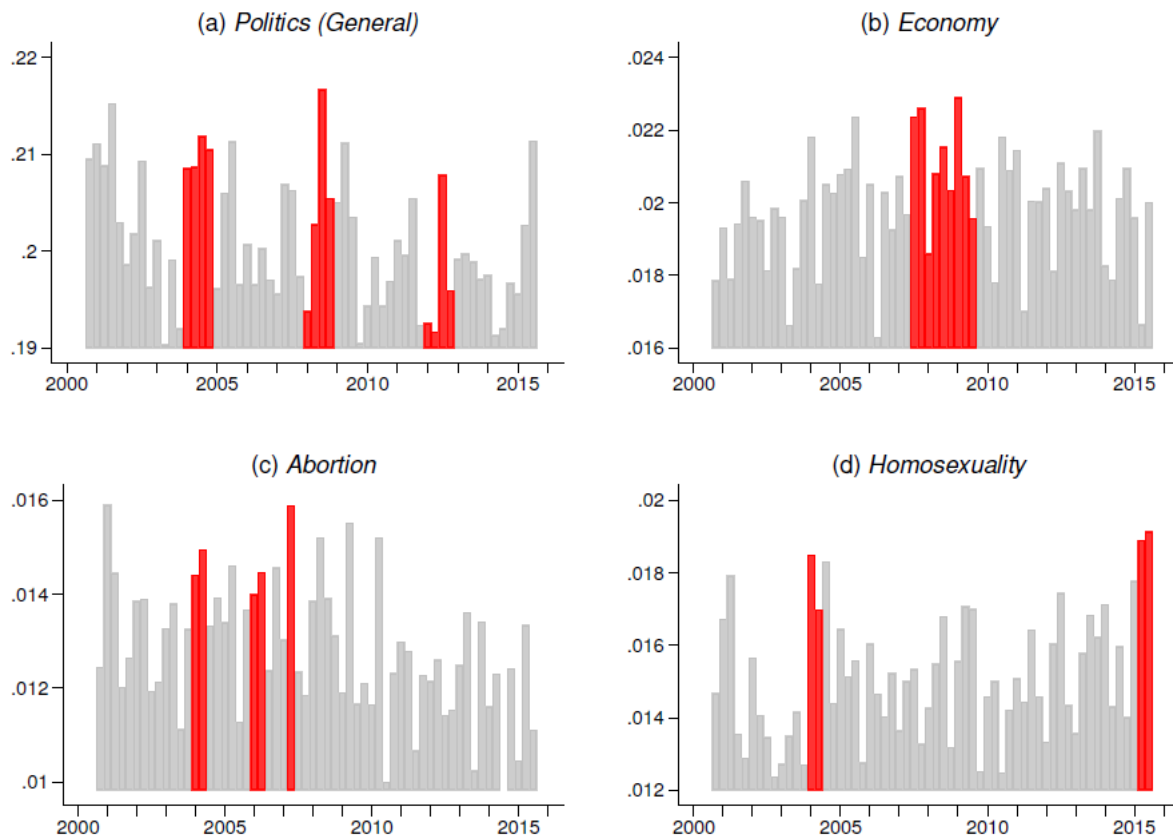 (a) Politics (General)
.22
.21
.2
.19
2000 2005 2010 2015
(b) Economy
.024
.022
.02
.018
.016
2000 2005 2010 2015
(c) Abortion
.016
.014
.012
.01
2000 2005 2010 2015
(d) Homosexuality
.02
.018
.016
.014
.012
2000 2005 2010 2015